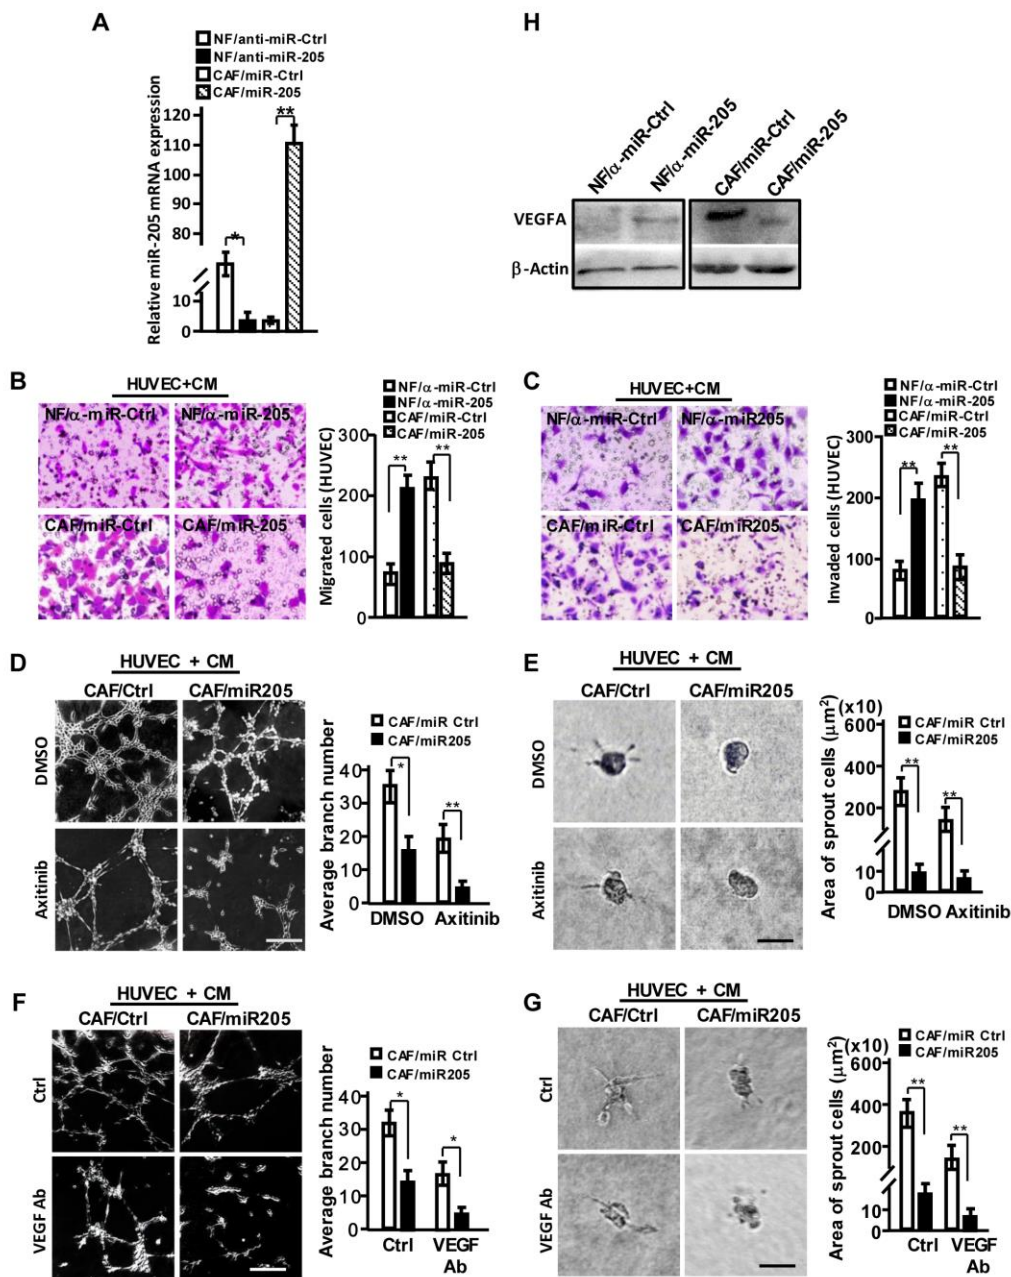 A
NF/anti-miR-Ctrl
NF/anti-miR-205
CAF/miR-Ctrl
CAF/miR-205
Relative miR-205 mRNA expression
120
110
100
90
80
10
0
*
**
H
NF/α-miR-Ctrl
NF/α-miR-205
CAF/miR-Ctrl
CAF/miR-205
VEGFA
β-Actin
B
HUVEC+CM
NF/α-miR-Ctrl NF/α-miR-205
CAF/miR-Ctrl CAF/miR-205
NF/α-miR-Ctrl
NF/α-miR-205
CAF/miR-Ctrl
CAF/miR-205
Migrated cells (HUVEC)
300
200
100
0
** **
C
HUVEC+CM
NF/α-miR-Ctrl NF/α-miR205
CAF/miR-Ctrl CAF/miR205
NF/α-miR-Ctrl
NF/α-miR-205
CAF/miR-Ctrl
CAF/miR-205
Invaded cells (HUVEC)
300
200
100
0
** **
D
HUVEC + CM
CAF/Ctrl CAF/miR205
DMSO
Axitinib
CAF/miR Ctrl
CAF/miR205
Average branch number
40
30
20
10
0
* **
DMSO Axitinib
E
HUVEC + CM
CAF/Ctrl CAF/miR205
DMSO
Axitinib
(x10)
CAF/miR Ctrl
CAF/miR205
Area of sprout cells (μm²)
600
400
200
10
0
** **
DMSO Axitinib
F
HUVEC + CM
CAF/Ctrl CAF/miR205
Ctrl
VEGF Ab
CAF/miR Ctrl
CAF/miR205
Average branch number
40
30
20
10
0
* *
Ctrl VEGF
Ab
G
HUVEC + CM
CAF/Ctrl CAF/miR205
Ctrl
VEGF Ab
(x10)
CAF/miR Ctrl
CAF/miR205
Area of sprout cells (μm²)
600
400
200
10
0
** **
Ctrl VEGF
Ab